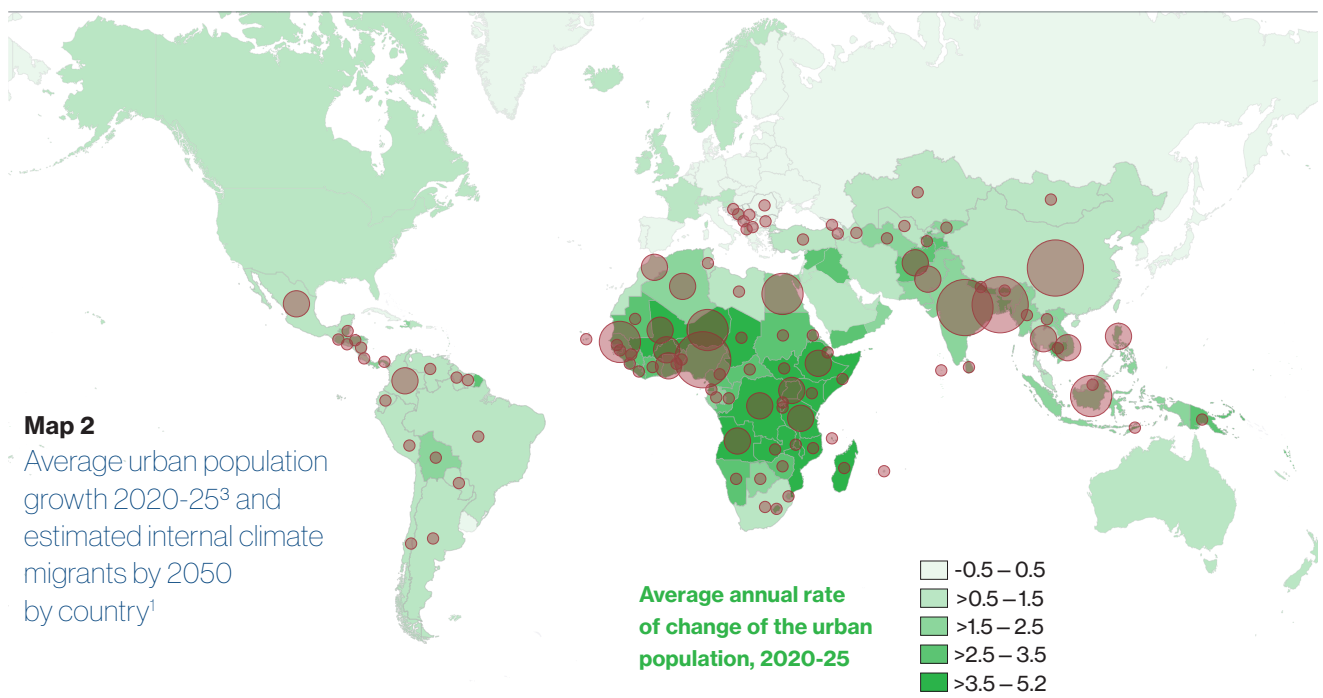 Map 2
Average urban population
growth 2020-25³ and
estimated internal climate
migrants by 2050
by country¹
Average annual rate
of change of the urban
population, 2020-25
-0.5 – 0.5
>0.5 – 1.5
>1.5 – 2.5
>2.5 – 3.5
>3.5 – 5.2